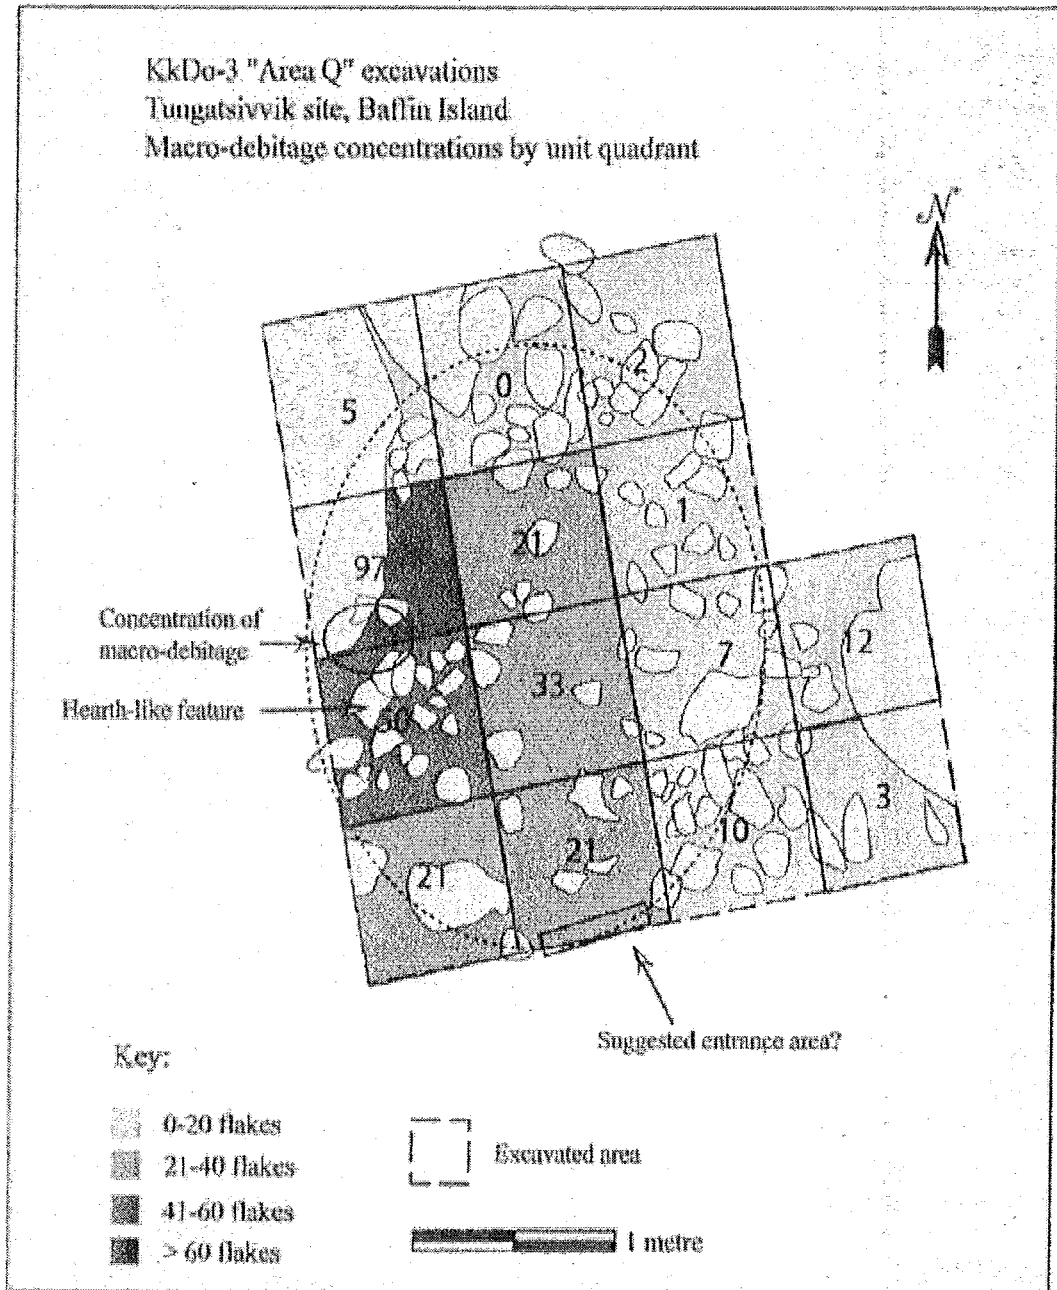 KkDo-3 "Area Q" excavations
Tungatsivvik site, Baffin Island
Macro-debitage concentrations by unit quadrant
N
2
0
5
1
21
97
Concentration of
macro-debitage
12
7
33
Hearth-like feature
50
3
10
21
21
Suggested entrance area?
Key:
0-20 flakes
21-40 flakes
41-60 flakes
> 60 flakes
Excavated area
1 metre